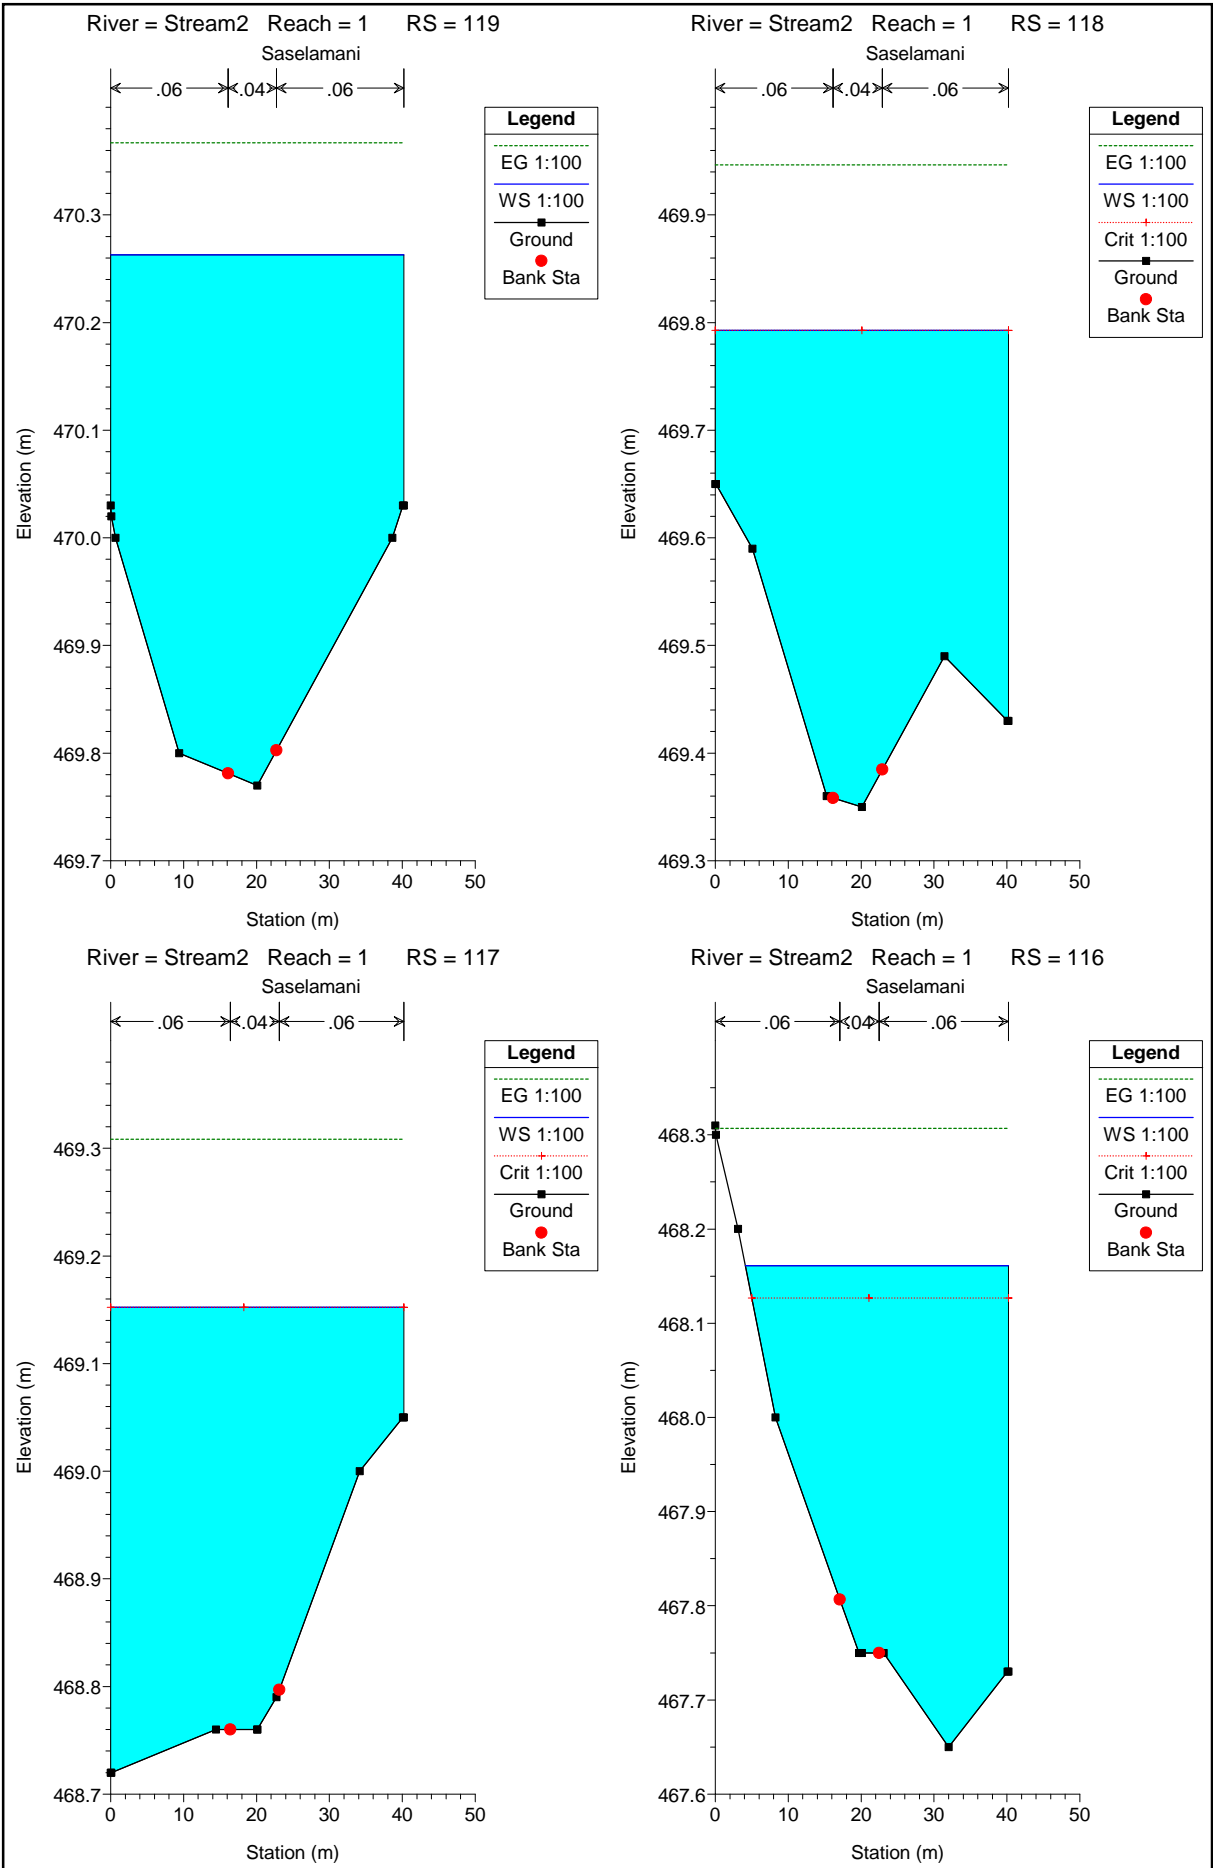 River = Stream2 Reach = 1 RS = 119
Saselamani
.06 .04 .06
Legend
EG 1:100
WS 1:100
Ground
Bank Sta
470.3
470.2
470.1
470.0
469.9
469.8
469.7
Elevation (m)
0 10 20 30 40 50
Station (m)
River = Stream2 Reach = 1 RS = 118
Saselamani
.06 .04 .06
Legend
EG 1:100
WS 1:100
Crit 1:100
Ground
Bank Sta
469.9
469.8
469.7
469.6
469.5
469.4
469.3
Elevation (m)
0 10 20 30 40 50
Station (m)
River = Stream2 Reach = 1 RS = 117
Saselamani
.06 .04 .06
Legend
EG 1:100
WS 1:100
Crit 1:100
Ground
Bank Sta
469.3
469.2
469.1
469.0
468.9
468.8
468.7
Elevation (m)
0 10 20 30 40 50
Station (m)
River = Stream2 Reach = 1 RS = 116
Saselamani
.06 .04 .06
Legend
EG 1:100
WS 1:100
Crit 1:100
Ground
Bank Sta
468.3
468.2
468.1
468.0
467.9
467.8
467.7
467.6
Elevation (m)
0 10 20 30 40 50
Station (m)